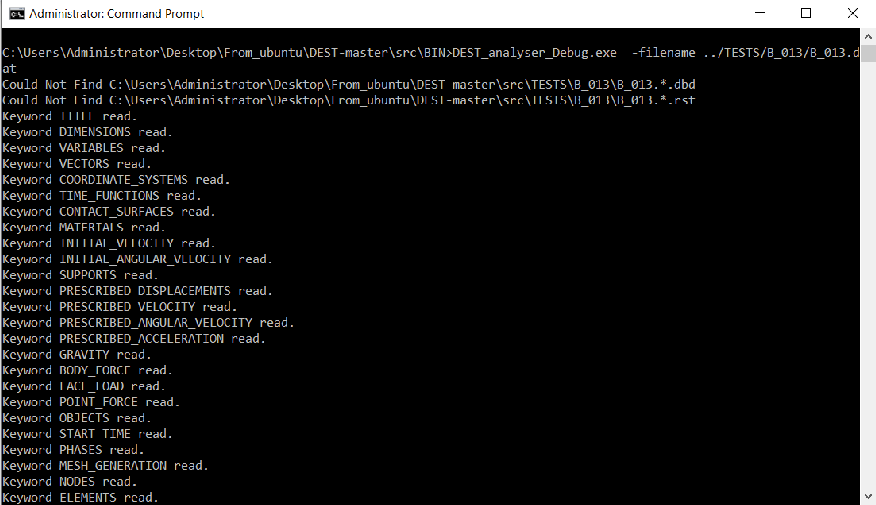 Administrator: Command Prompt
C:\Users\Administrator\Desktop\From_ubuntu\DEST-master\src\BIN>DEST_analyser_Debug.exe  -filename ../TESTS/B_013/B_013.d
at
Could Not Find C:\Users\Administrator\Desktop\From_ubuntu\DEST-master\src\TESTS\B_013\B_013.*.dbd
Could Not Find C:\Users\Administrator\Desktop\From_ubuntu\DEST-master\src\TESTS\B_013\B_013.*.rst
Keyword TITLE read.
Keyword DIMENSIONS read.
Keyword VARIABLES read.
Keyword VECTORS read.
Keyword COORDINATE_SYSTEMS read.
Keyword TIME_FUNCTIONS read.
Keyword CONTACT_SURFACES read.
Keyword MATERIALS read.
Keyword INITIAL_VELOCITY read.
Keyword INITIAL_ANGULAR_VELOCITY read.
Keyword SUPPORTS read.
Keyword PRESCRIBED_DISPLACEMENTS read.
Keyword PRESCRIBED_VELOCITY read.
Keyword PRESCRIBED_ANGULAR_VELOCITY read.
Keyword PRESCRIBED_ACCELERATION read.
Keyword GRAVITY read.
Keyword BODY_FORCE read.
Keyword FACE_LOAD read.
Keyword POINT_FORCE read.
Keyword OBJECTS read.
Keyword START_TIME read.
Keyword PHASES read.
Keyword MESH_GENERATION read.
Keyword NODES read.
Keyword ELEMENTS read.